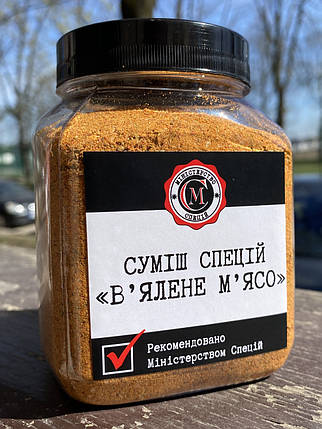 МІНІСТЕРСТВО
М
СПЕЦІЙ
СУМІШ СПЕЦІЙ
«В'ЯЛЕНЕ М'ЯСО»
Рекомендовано
Міністерством Спецій